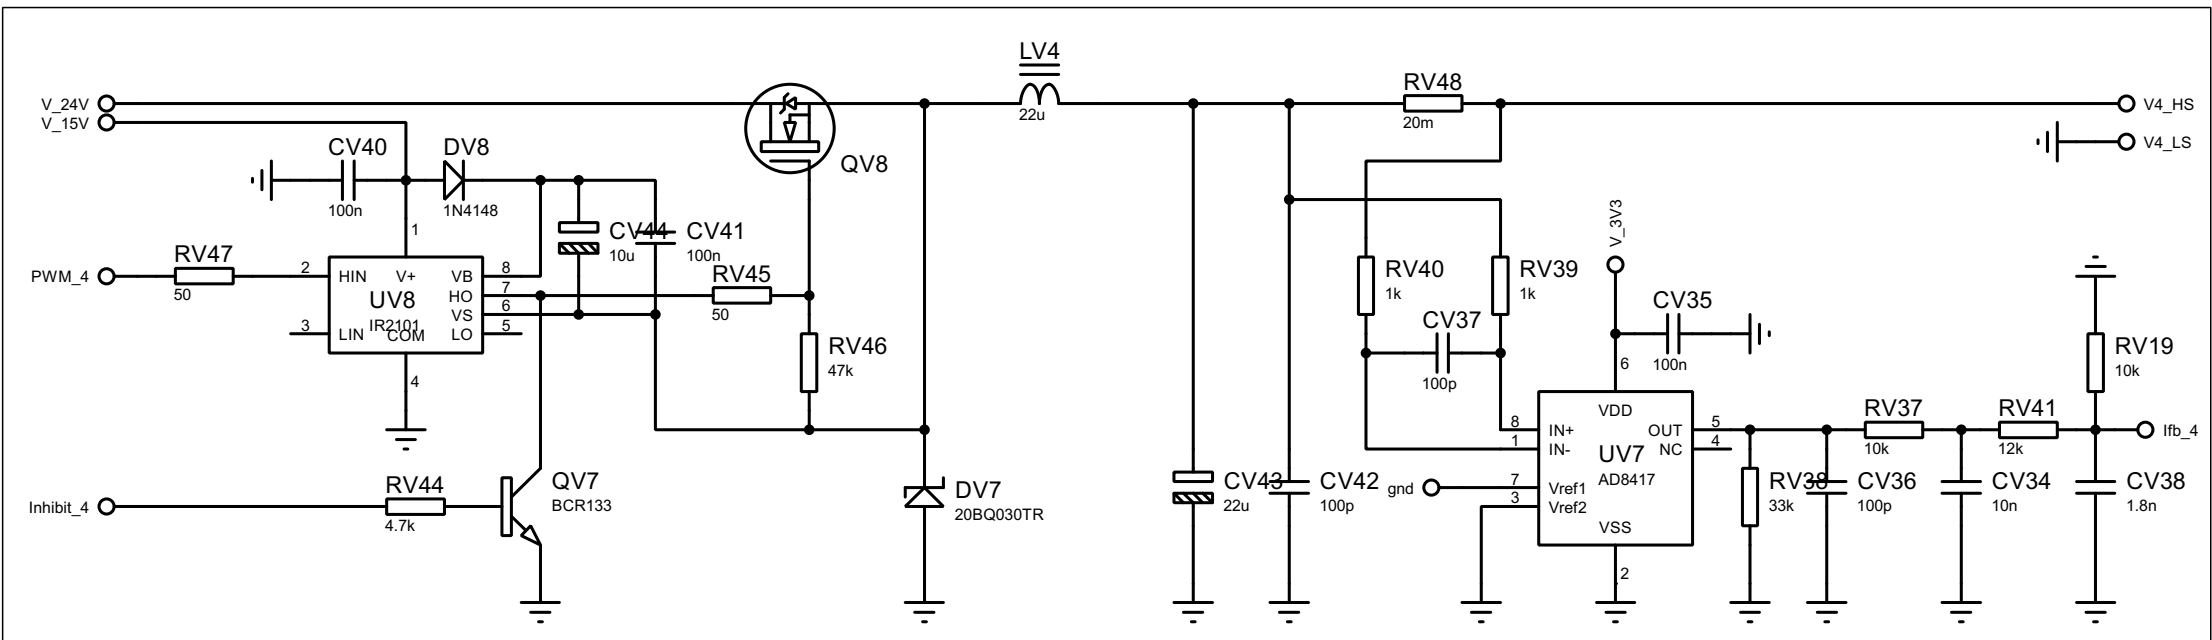 LV4
22u
V_24V
V_15V
RV48
20m
V4_HS
V4_LS
CV40
100n
DV8
1N4148
QV8
1
CV44
10u
CV41
100n
V_3V3
PWM_4
RV47
50
2
HIN
V+
VB
8
HO
7
UV8
VS
6
IR2101
3
LIN
COM
LO
5
4
RV45
50
RV46
47k
RV40
1k
RV39
1k
CV37
100p
CV35
100n
6
RV19
10k
VDD
8
IN+
OUT
5
1
IN-
NC
4
UV7
AD8417
gnd
7
Vref1
3
Vref2
VSS
2
RV37
10k
RV41
12k
Ifb_4
Inhibit_4
RV44
4.7k
QV7
BCR133
DV7
20BQ030TR
CV43
22u
CV42
100p
RV38
33k
CV36
100p
CV34
10n
CV38
1.8n